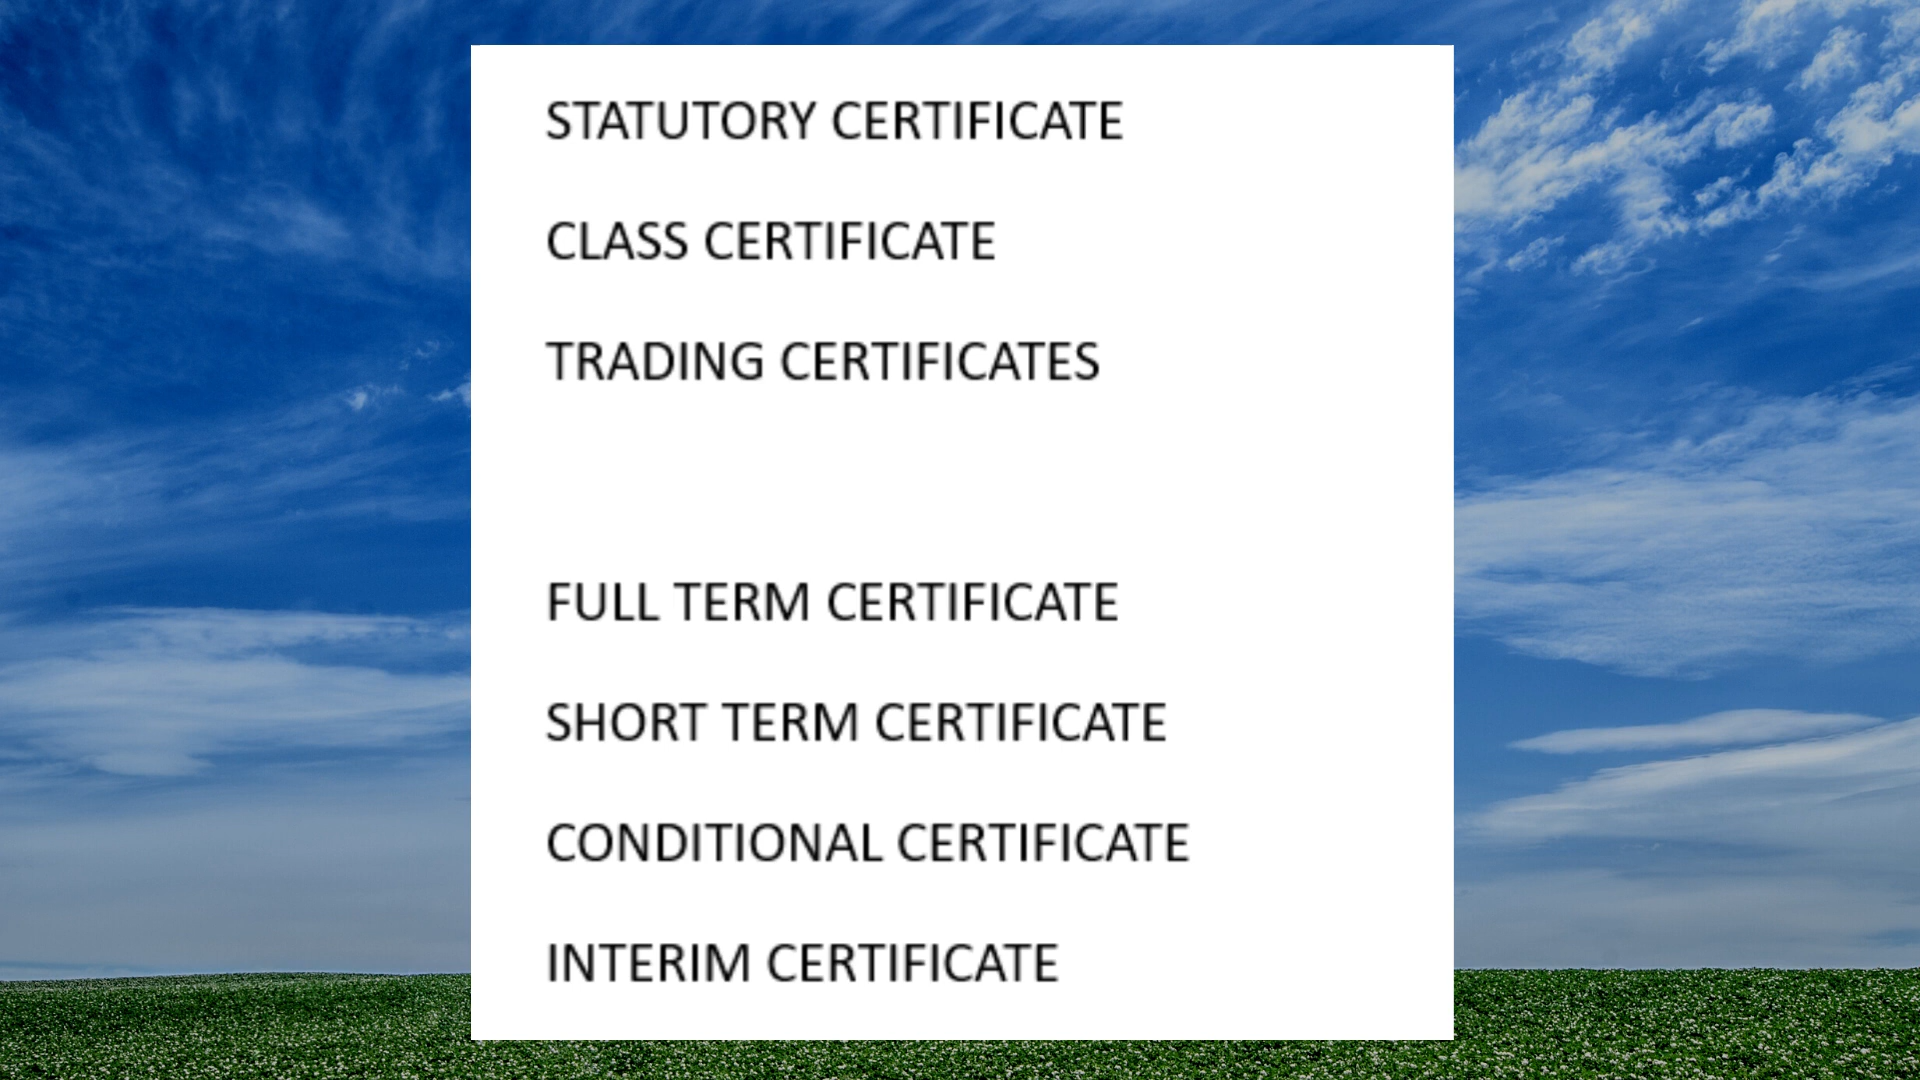 STATUTORY CERTIFICATE
CLASS CERTIFICATE
TRADING CERTIFICATES
FULL TERM CERTIFICATE
SHORT TERM CERTIFICATE
CONDITIONAL CERTIFICATE
INTERIM CERTIFICATE